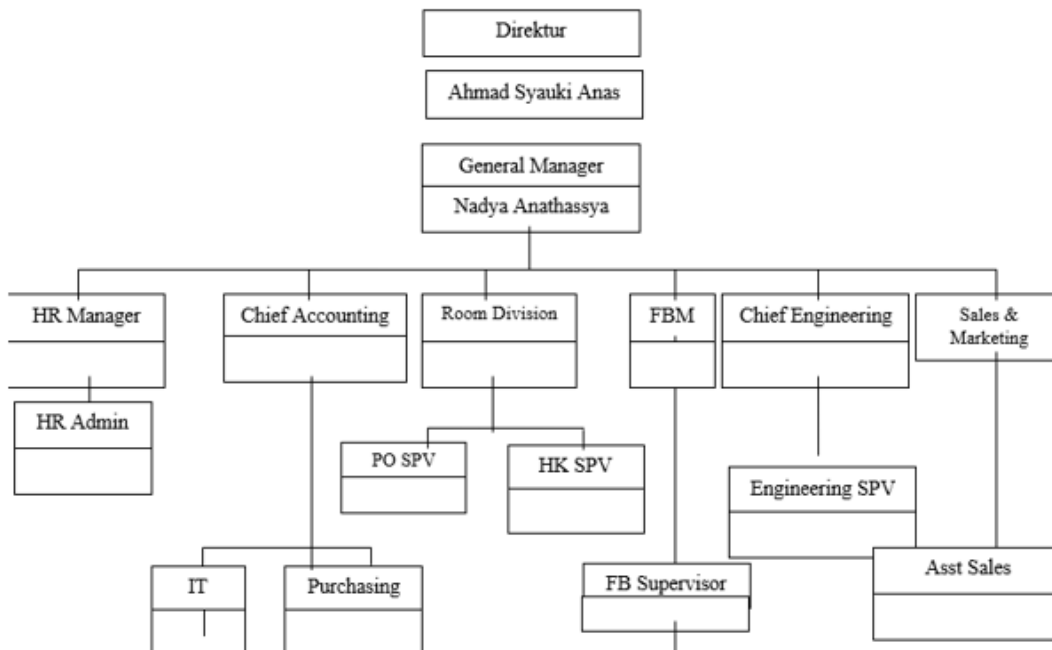 Direktur
Ahmad Syauki Anas
General Manager
Nadya Anathassya
HR Manager
Chief Accounting
Room Division
FBM
Chief Engineering
Sales &
Marketing
HR Admin
PO SPV
HK SPV
Engineering SPV
IT
Purchasing
FB Supervisor
Asst Sales